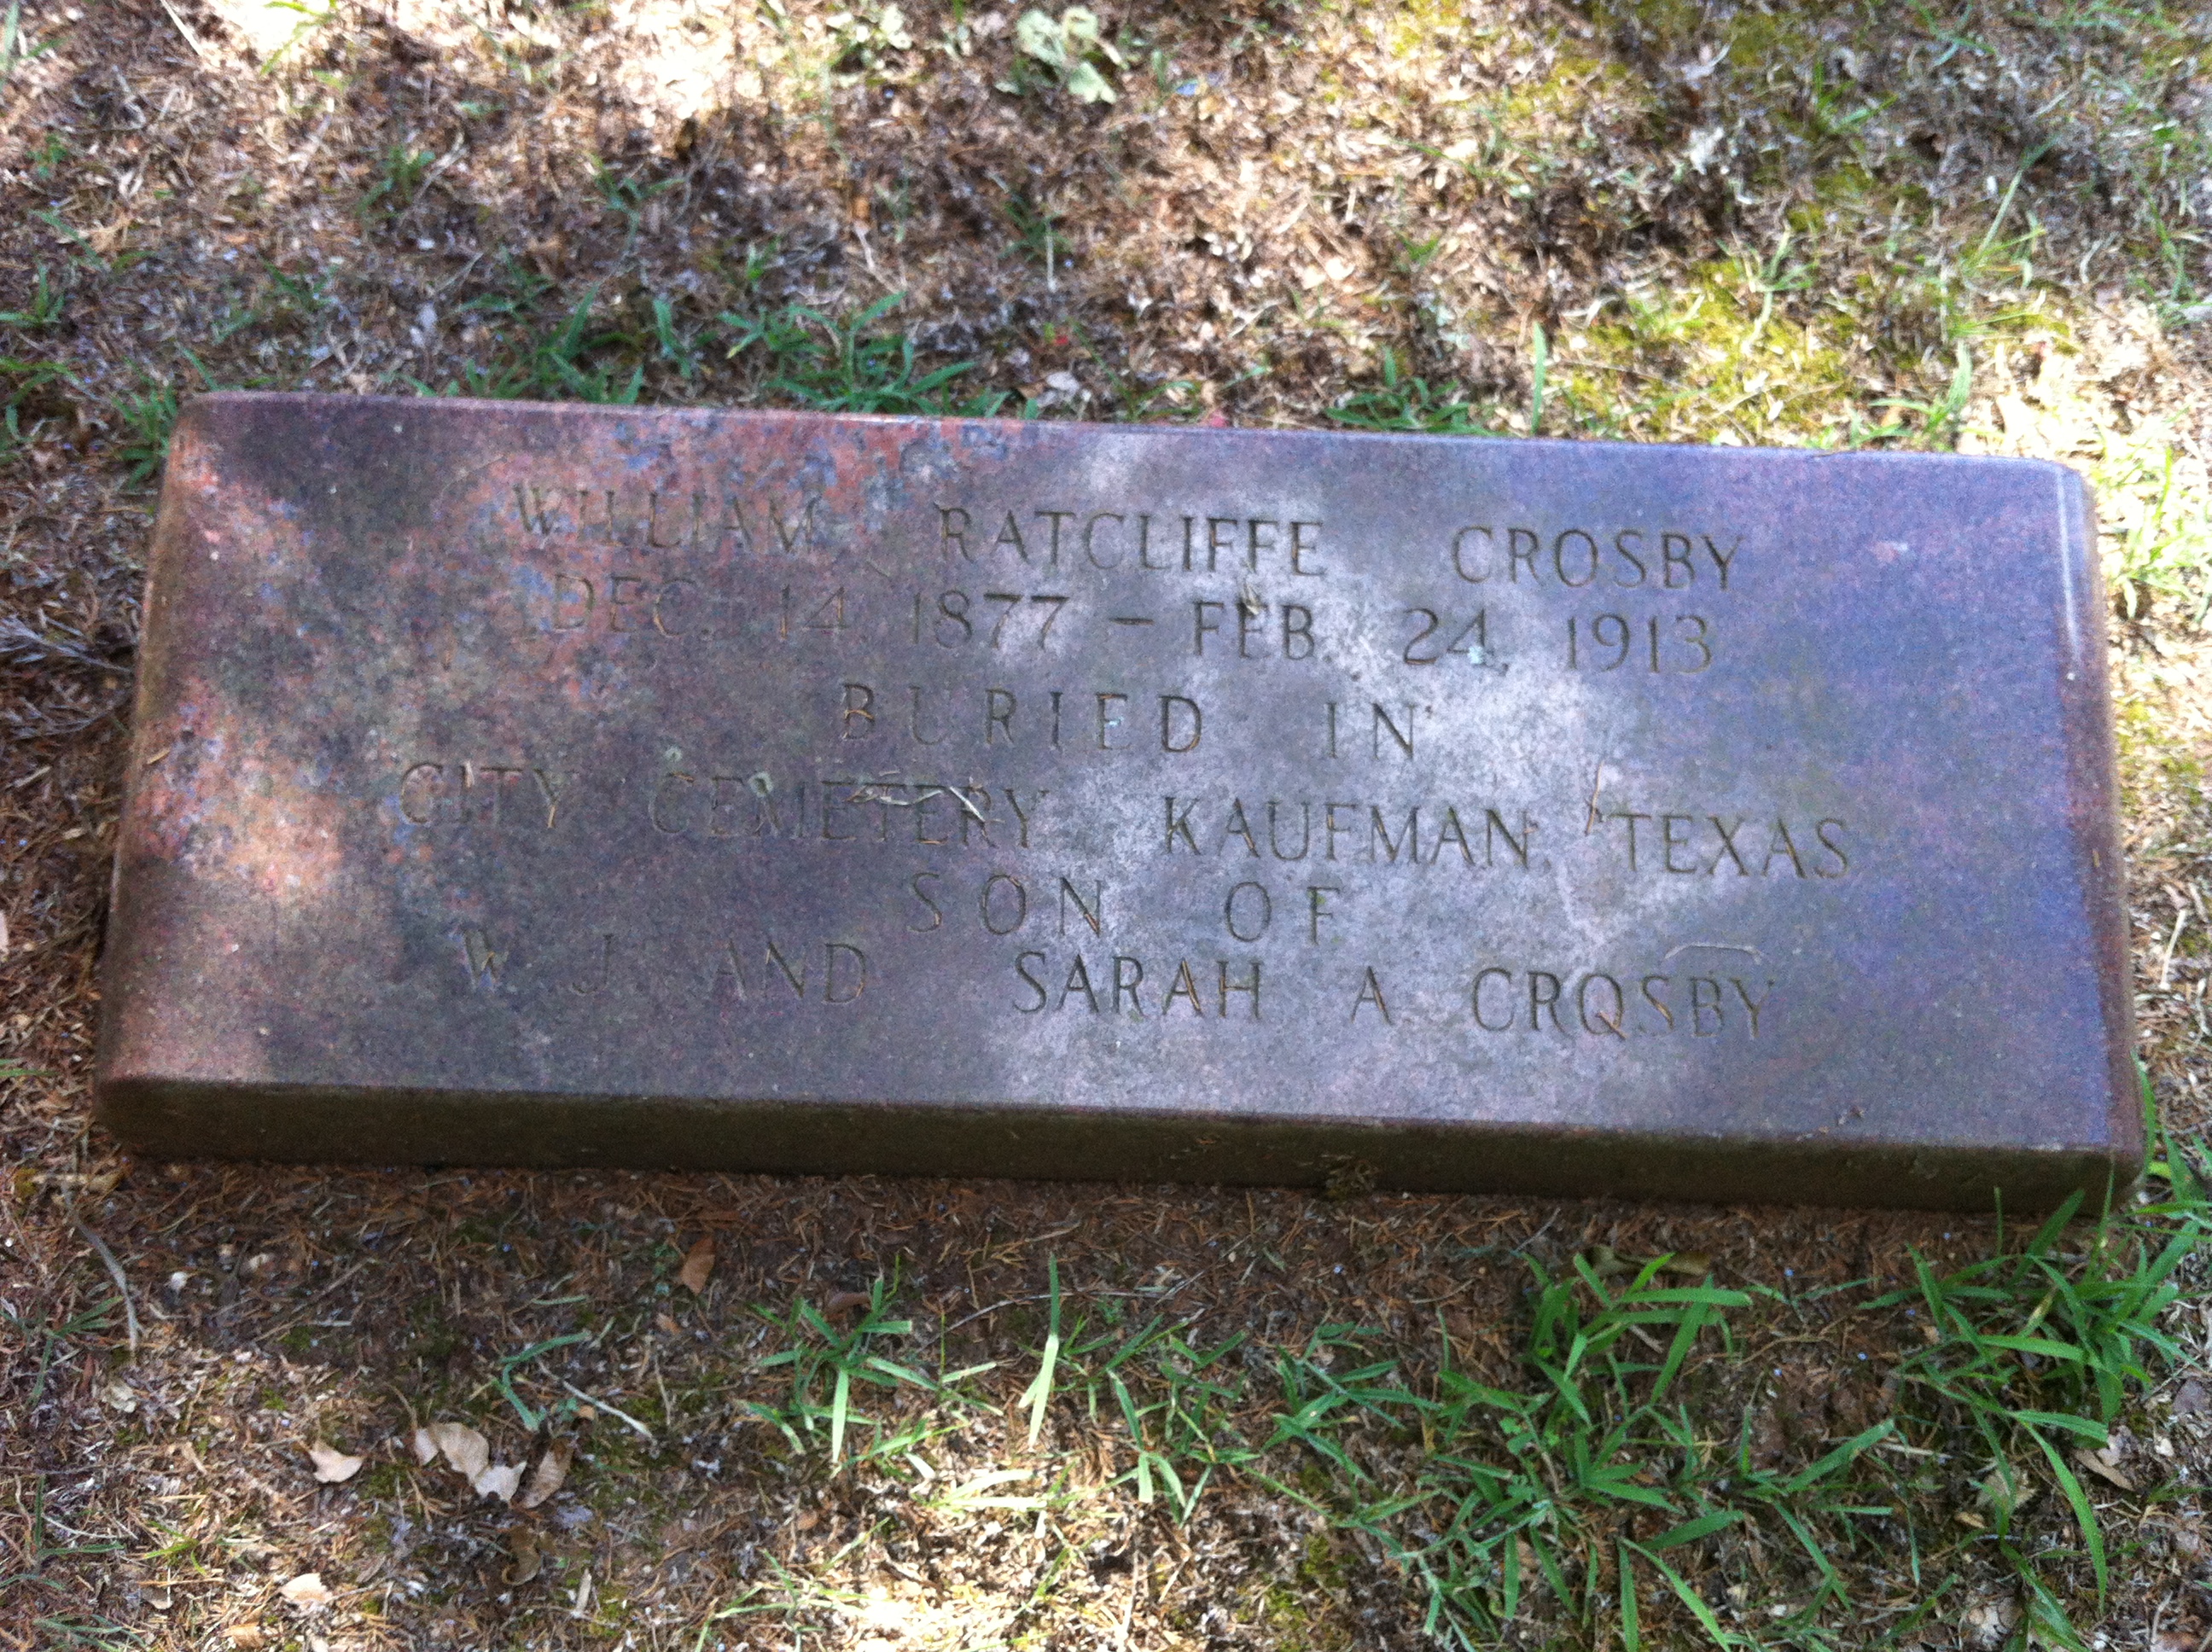 WILLIAM RATCLIFFE CROSBY
DEC. 14, 1877 – FEB. 24, 1913
BURIED IN
CITY CEMETERY KAUFMAN, TEXAS
SON OF
W J AND SARAH A CROSBY